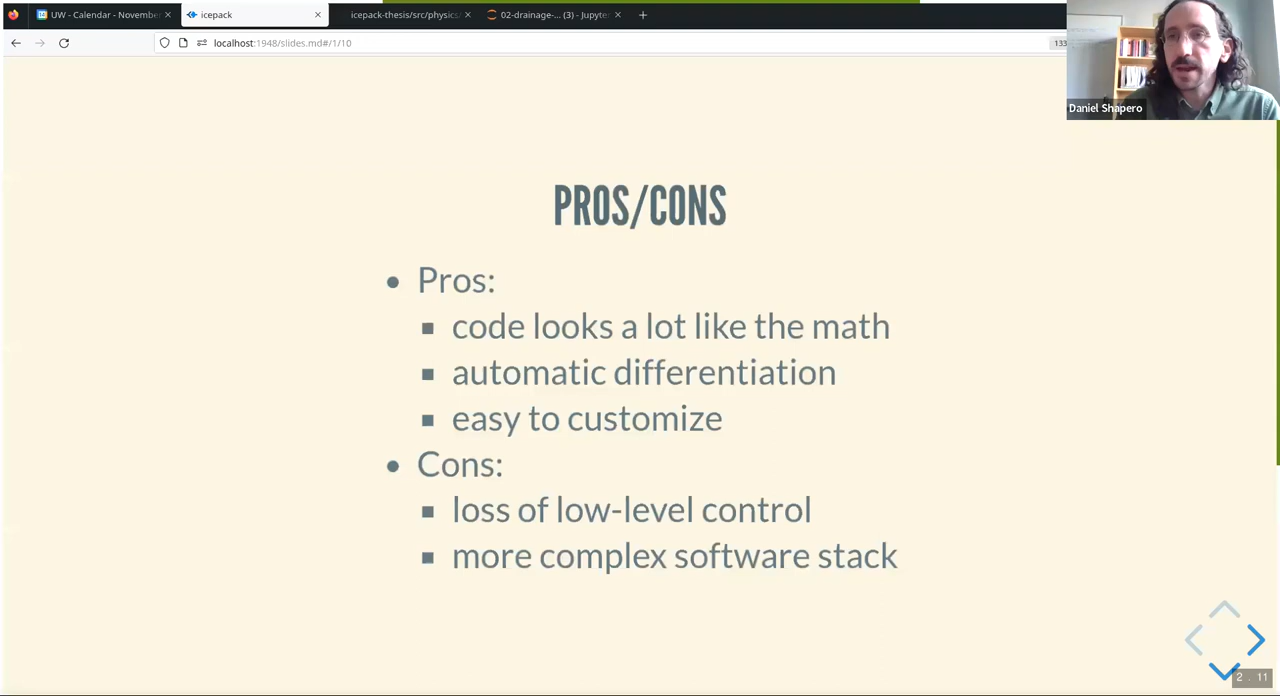 UW - Calendar - Novembe
icepack
icepack-thesis/src/physics/
02-drainage-... (3) - Jupyter
localhost:1948/slides.md#/1/10
133
Daniel Shapero
PROS/CONS
Pros:
code looks a lot like the math
automatic differentiation
easy to customize
Cons:
loss of low-level control
more complex software stack
2 . 11